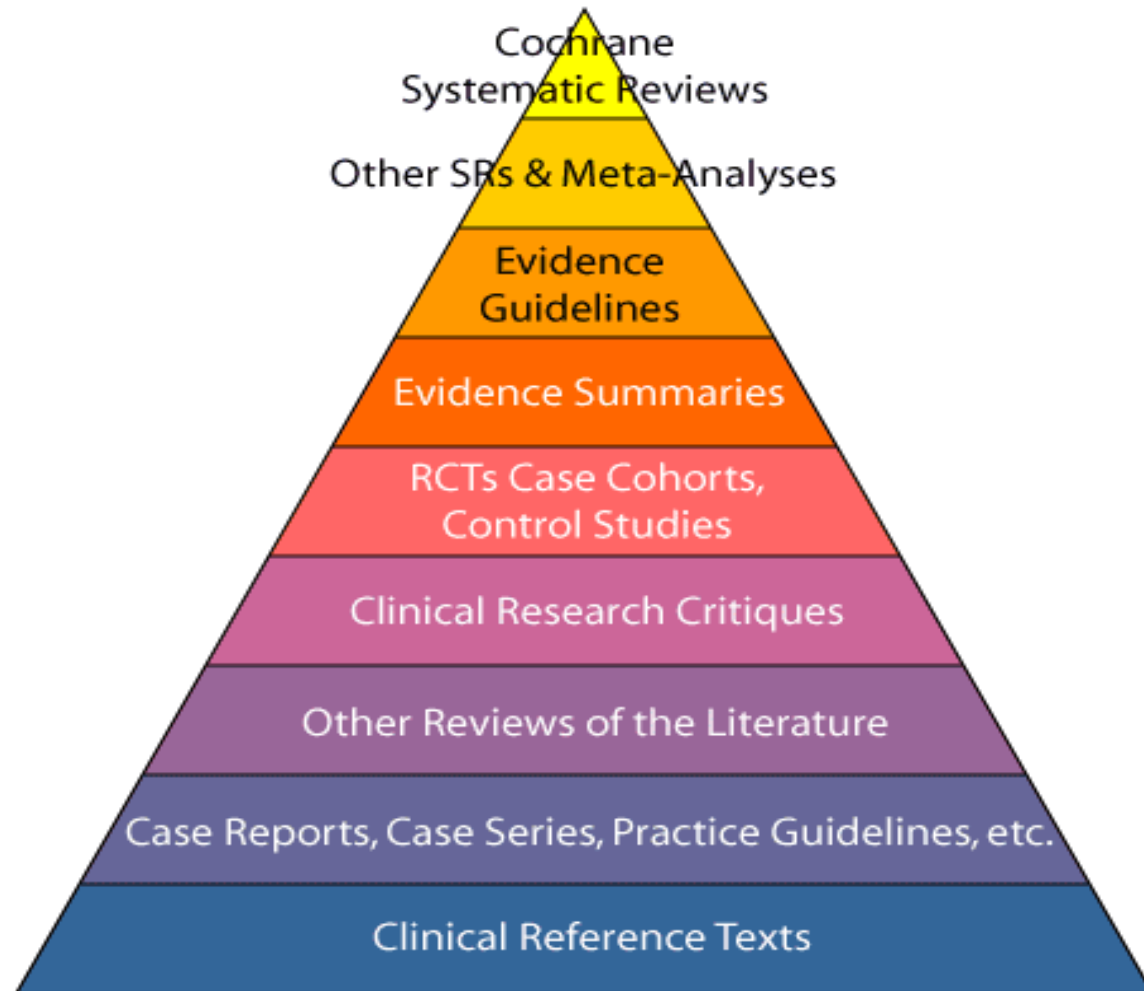 Cochrane
Systematic Reviews
Other SRs & Meta-Analyses
Evidence
Guidelines
Evidence Summaries
RCTs Case Cohorts,
Control Studies
Clinical Research Critiques
Other Reviews of the Literature
Case Reports, Case Series, Practice Guidelines, etc.
Clinical Reference Texts